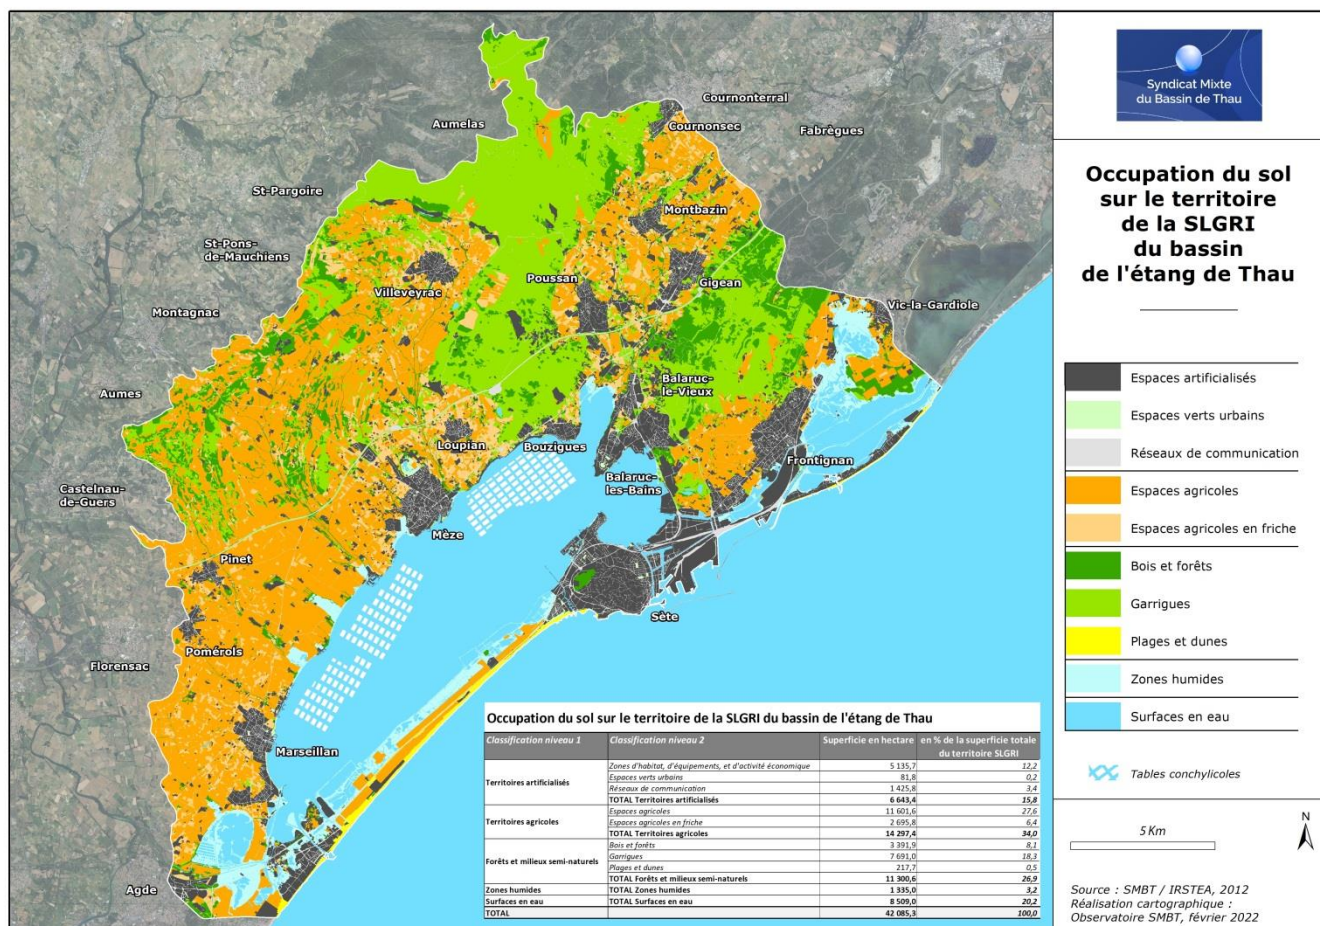 Syndicat Mixte
du Bassin de Thau
Occupation du sol
sur le territoire
de la SLGRI
du bassin
de l'étang de Thau
Espaces artificialisés
Espaces verts urbains
Réseaux de communication
Espaces agricoles
Espaces agricoles en friche
Bois et forêts
Garrigues
Plages et dunes
Zones humides
Surfaces en eau
Tables conchylicoles
5 Km
N
Source : SMBT / IRSTEA, 2012
Réalisation cartographique :
Observatoire SMBT, février 2022
Cournonterral
Aumelas
Cournonsec
Fabrègues
St-Pargoire
Montbazin
St-Pons-
de-Mauchiens
Poussan
Gigean
Villeveyrac
Vic-la-Gardiole
Montagnac
Balaruc-
le-Vieux
Aumes
Loupian
Bouzigues
Frontignan
Balaruc-
les-Bains
Castelnau-
de-Guers
Mèze
Pinet
Sète
Pomérols
Florensac
Marseillan
Agde
Occupation du sol sur le territoire de la SLGRI du bassin de l'étang de Thau
Classification niveau 1 Classification niveau 2 Superficie en hectare en % de la superficie totale
du territoire SLGRI
Zones d'habitat, d'équipements, et d'activité économique 5 135,7 12,2
Territoires artificialisés
Espaces verts urbains 81,8 0,2
Réseaux de communication 1 425,8 3,4
TOTAL Territoires artificialisés 6 643,4 15,8
Territoires agricoles
Espaces agricoles 11 601,6 27,6
Espaces agricoles en friche 2 695,8 6,4
TOTAL Territoires agricoles 14 297,4 34,0
Forêts et milieux semi-naturels
Bois et forêts 3 391,9 8,1
Garrigues 7 691,0 18,3
Plages et dunes 217,7 0,5
TOTAL Forêts et milieux semi-naturels 11 300,6 26,9
Zones humides TOTAL Zones humides 1 335,0 3,2
Surfaces en eau TOTAL Surfaces en eau 8 509,0 20,2
TOTAL 42 085,3 100,0